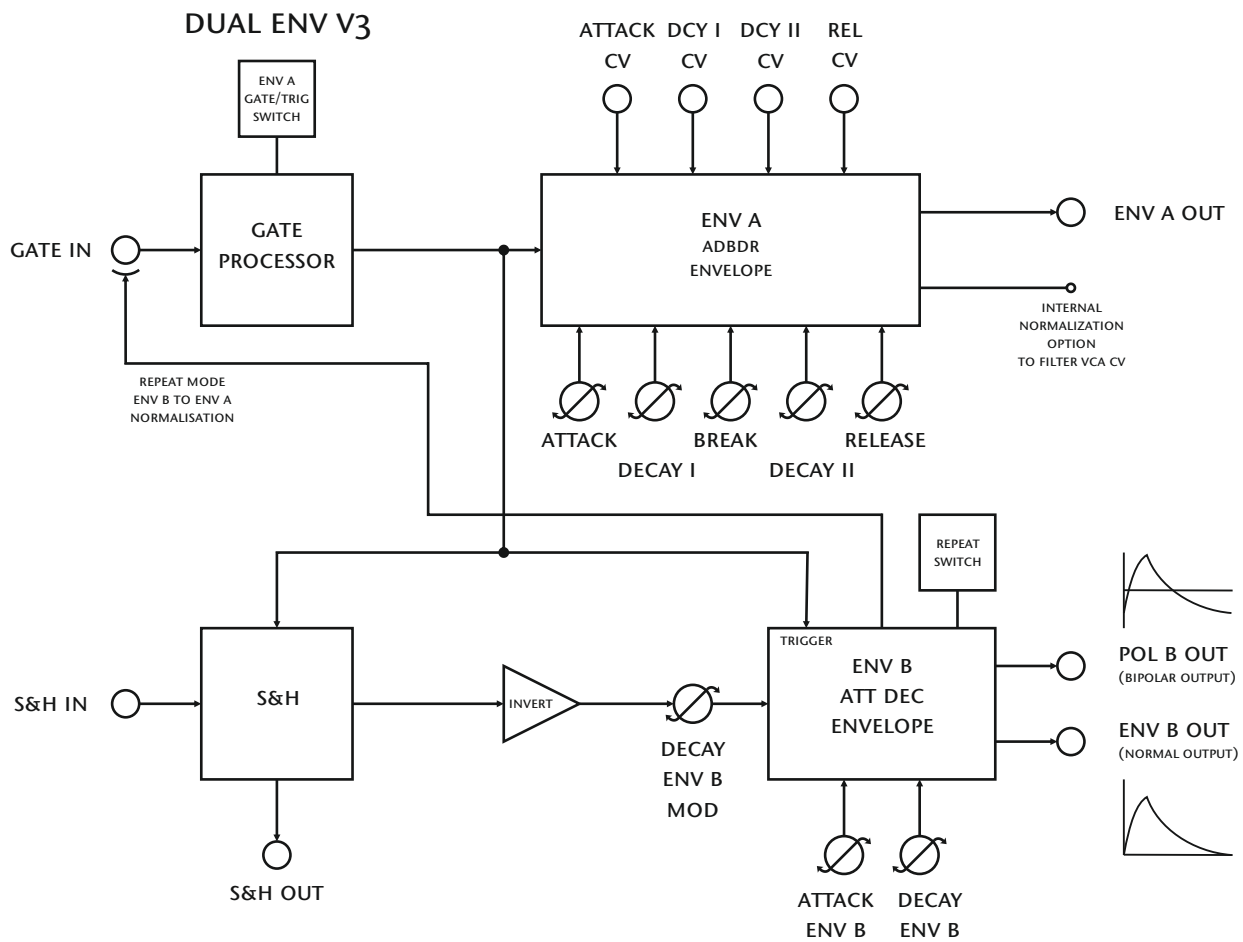 DUAL ENV V3
ENV A
GATE/TRIG
SWITCH
ATTACK
CV
DCY I
CV
DCY II
CV
REL
CV
GATE IN
GATE
PROCESSOR
ENV A
ADBDR
ENVELOPE
ENV A OUT
INTERNAL
NORMALIZATION
OPTION
TO FILTER VCA CV
REPEAT MODE
ENV B TO ENV A
NORMALISATION
ATTACK
DECAY I
BREAK
DECAY II
RELEASE
REPEAT
SWITCH
S&H IN
S&H
INVERT
DECAY
ENV B
MOD
TRIGGER
ENV B
ATT DEC
ENVELOPE
POL B OUT
(BIPOLAR OUTPUT)
ENV B OUT
(NORMAL OUTPUT)
S&H OUT
ATTACK
ENV B
DECAY
ENV B